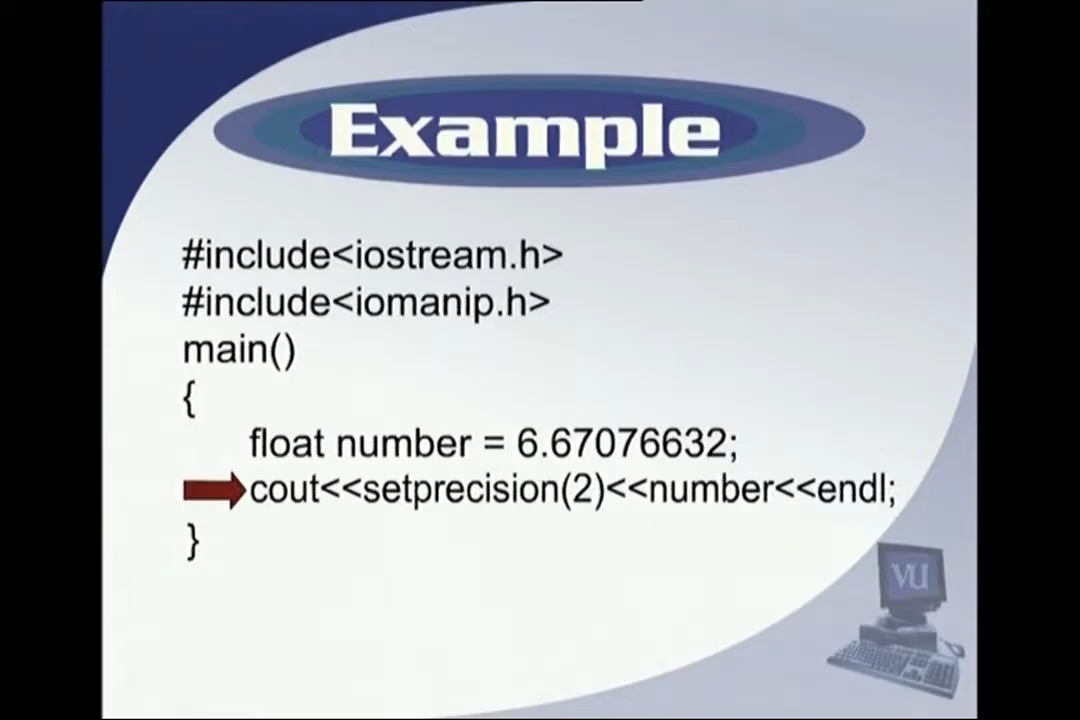 Example
#include<iostream.h>
#include<iomanip.h>
main()
{
float number = 6.67076632;
cout<<setprecision(2)<<number<<endl;
}
VU